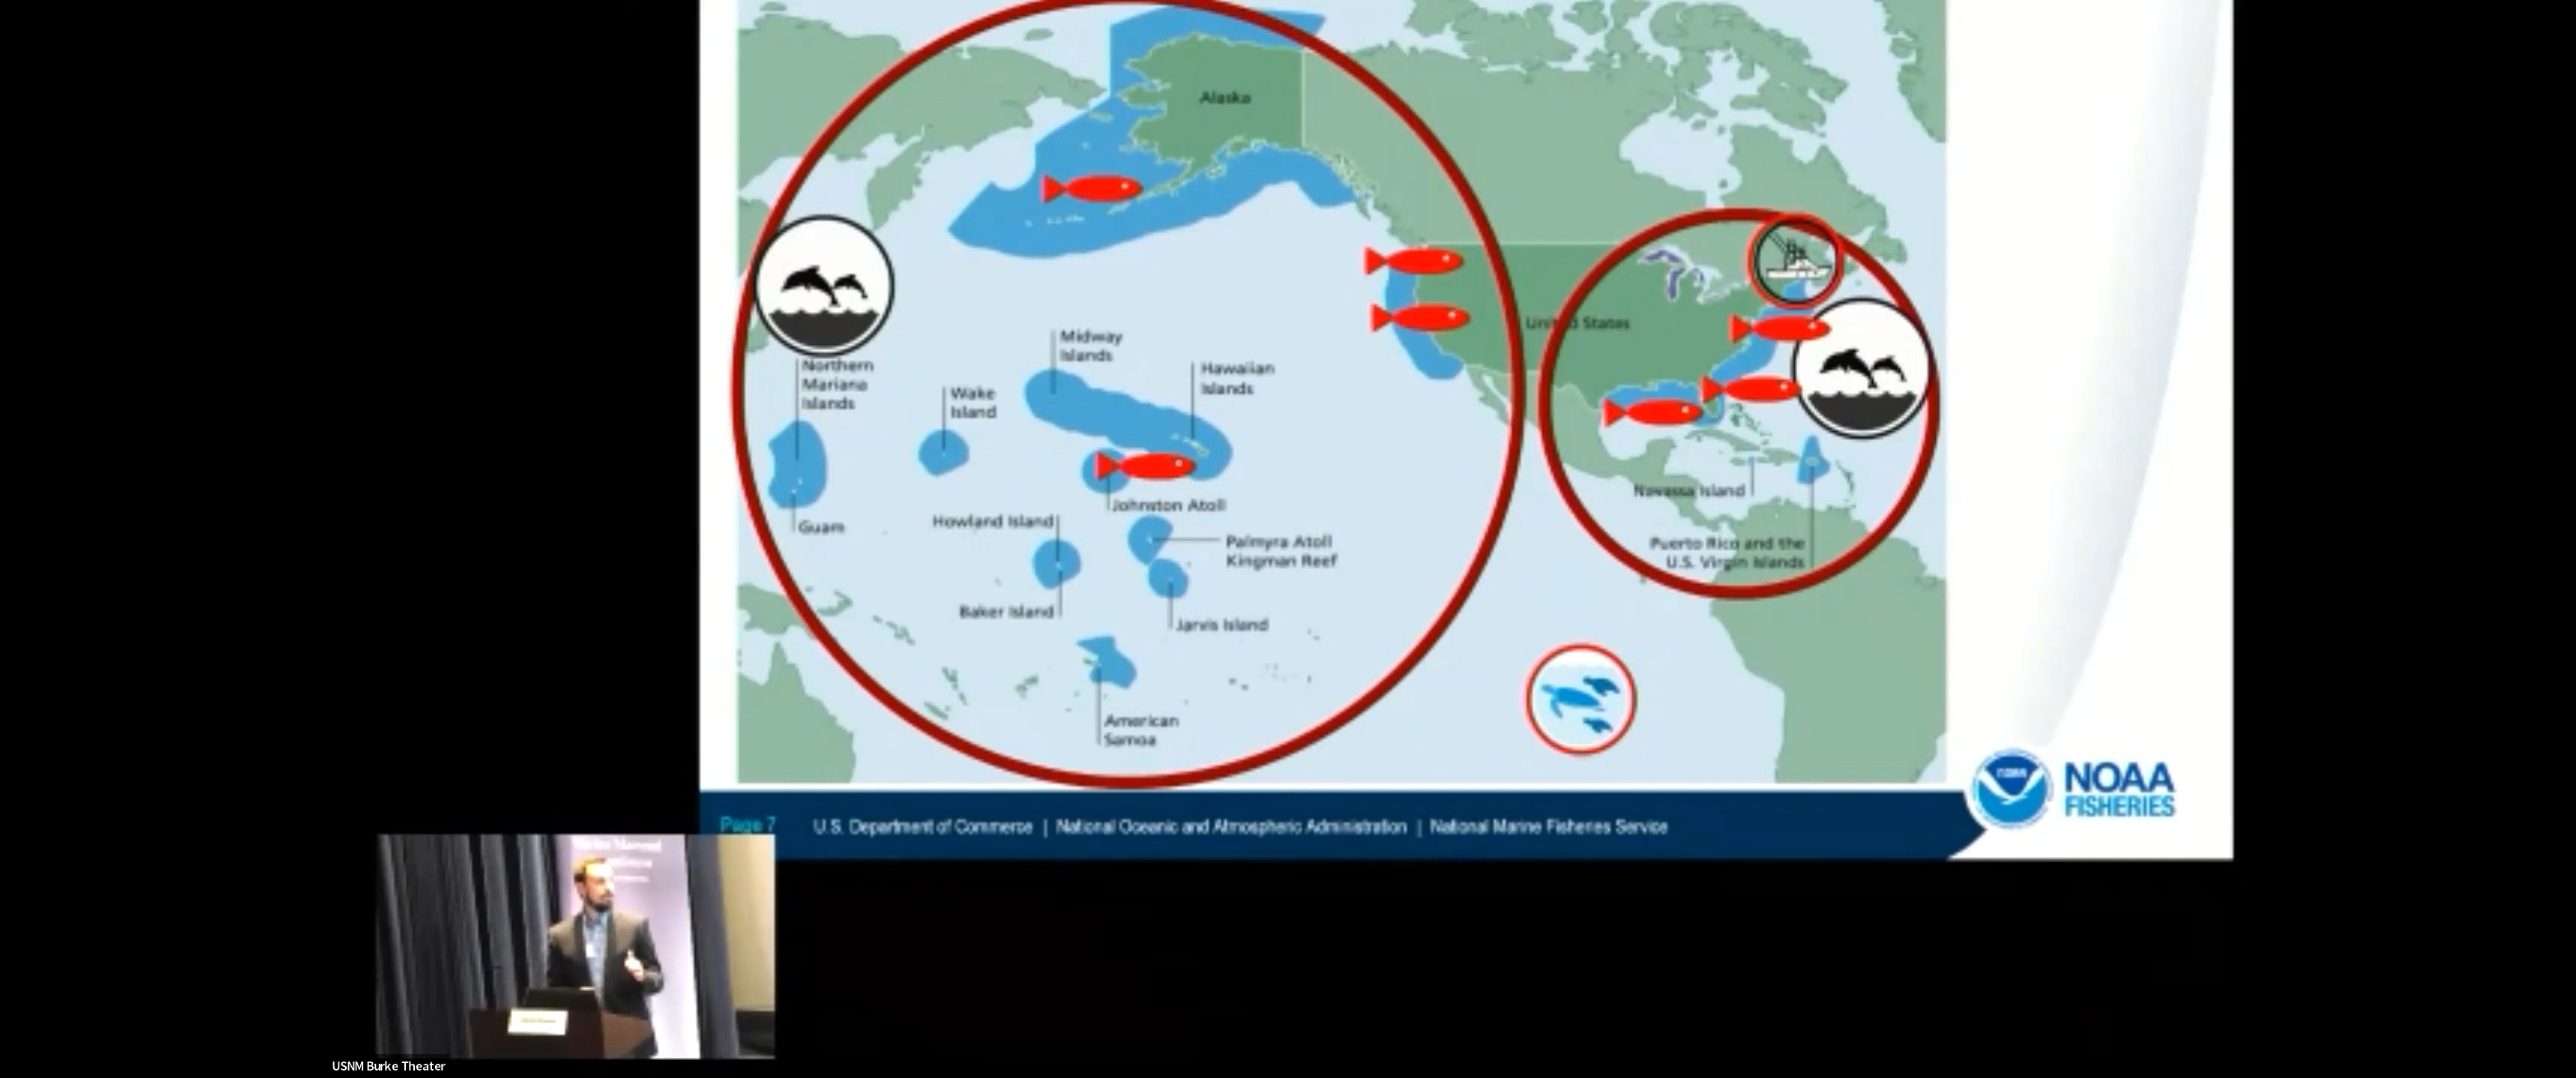 Alaska
United States
Midway
Islands
Northern
Mariana
Islands
Wake
Island
Hawaiian
Islands
Johnston Atoll
Guam
Howland Island
Palmyra Atoll
Kingman Reef
Baker Island
Jarvis Island
American
Samoa
Navassa Island
Puerto Rico and the
U.S. Virgin Islands
NOAA
FISHERIES
Page 7
U.S. Department of Commerce | National Oceanic and Atmospheric Administration | National Marine Fisheries Service
USNM Burke Theater